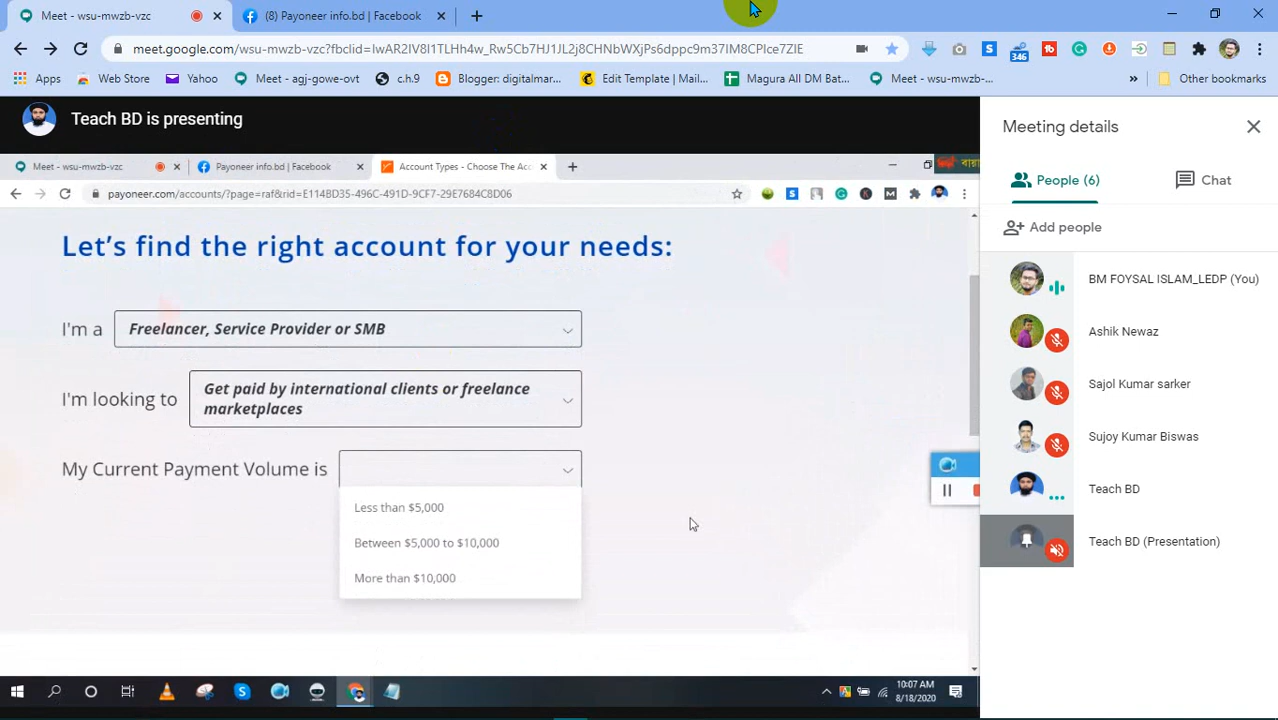 Meet - wsu-mwzb-vzc
(1) Payoneer info.bd | Facebook
meet.google.com/wsu-mwzb-vzc?fbclid=IwAR2IV8I1TLHh4w_Rw5Cb7HJ1JL2j8CHNbWXjPs6dppc9m37IM8CPIce7ZIE
346
Apps
Web Store
Yahoo
Meet - agj-gove-ovt
c.h.9
Blogger: digitalmar...
Edit Template | Mail...
Magura All DM Bat...
Meet - wsu-mwzb-...
»
Other bookmarks
Teach BD is presenting
Meet - wsu-mwzb-vzc
Payoneer info.bd | Facebook
Account Types - Choose The Acc
payoneer.com/accounts/?page=raf&rid=E1B8BD35-496C-491D-9CF7-29E7684C8D06
Let's find the right account for your needs:
I'm a Freelancer, Service Provider or SMB
I'm looking to Get paid by international clients or freelance
marketplaces
My Current Payment Volume is
Less than $5,000
Between $5,000 to $10,000
More than $10,000
Meeting details
People (6)
Chat
Add people
BM FOYSAL ISLAM_LEDP (You)
Ashik Newaz
Sajol Kumar sarker
Sujoy Kumar Biswas
Teach BD
Teach BD (Presentation)
10:07 AM
8/18/2020